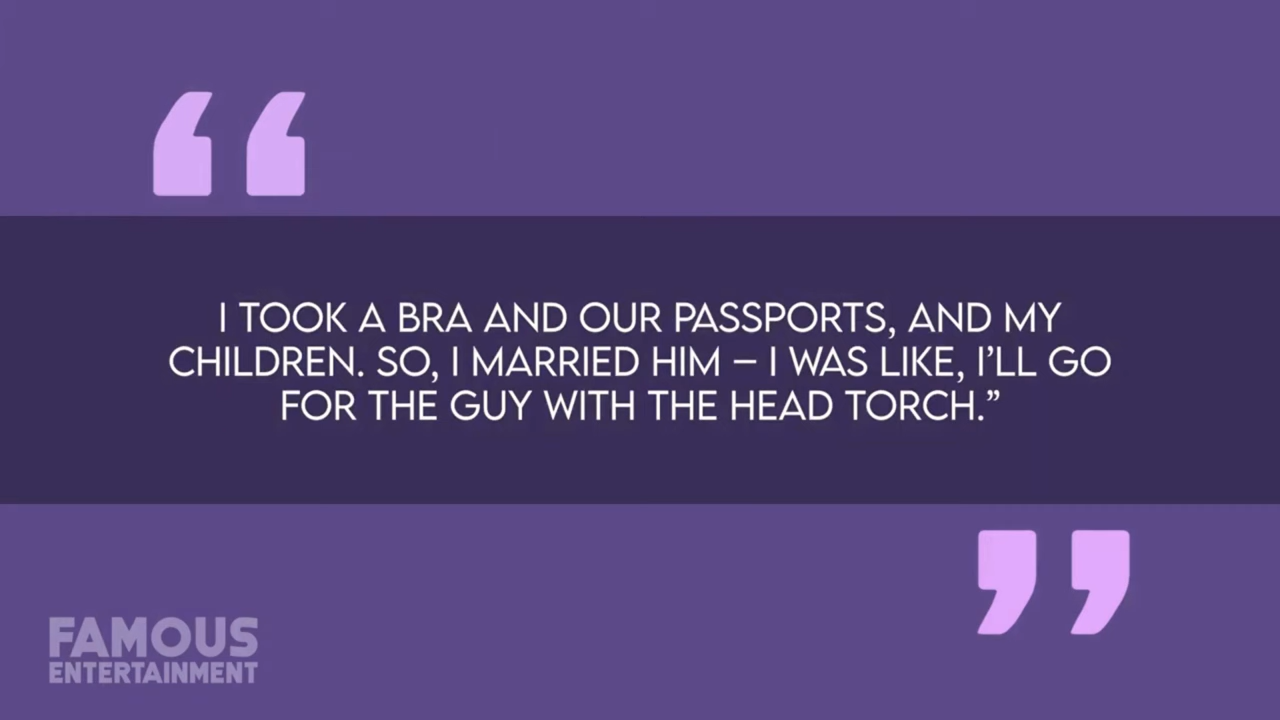 I TOOK A BRA AND OUR PASSPORTS, AND MY
CHILDREN. SO, I MARRIED HIM – I WAS LIKE, I’LL GO
FOR THE GUY WITH THE HEAD TORCH.”
FAMOUS
ENTERTAINMENT